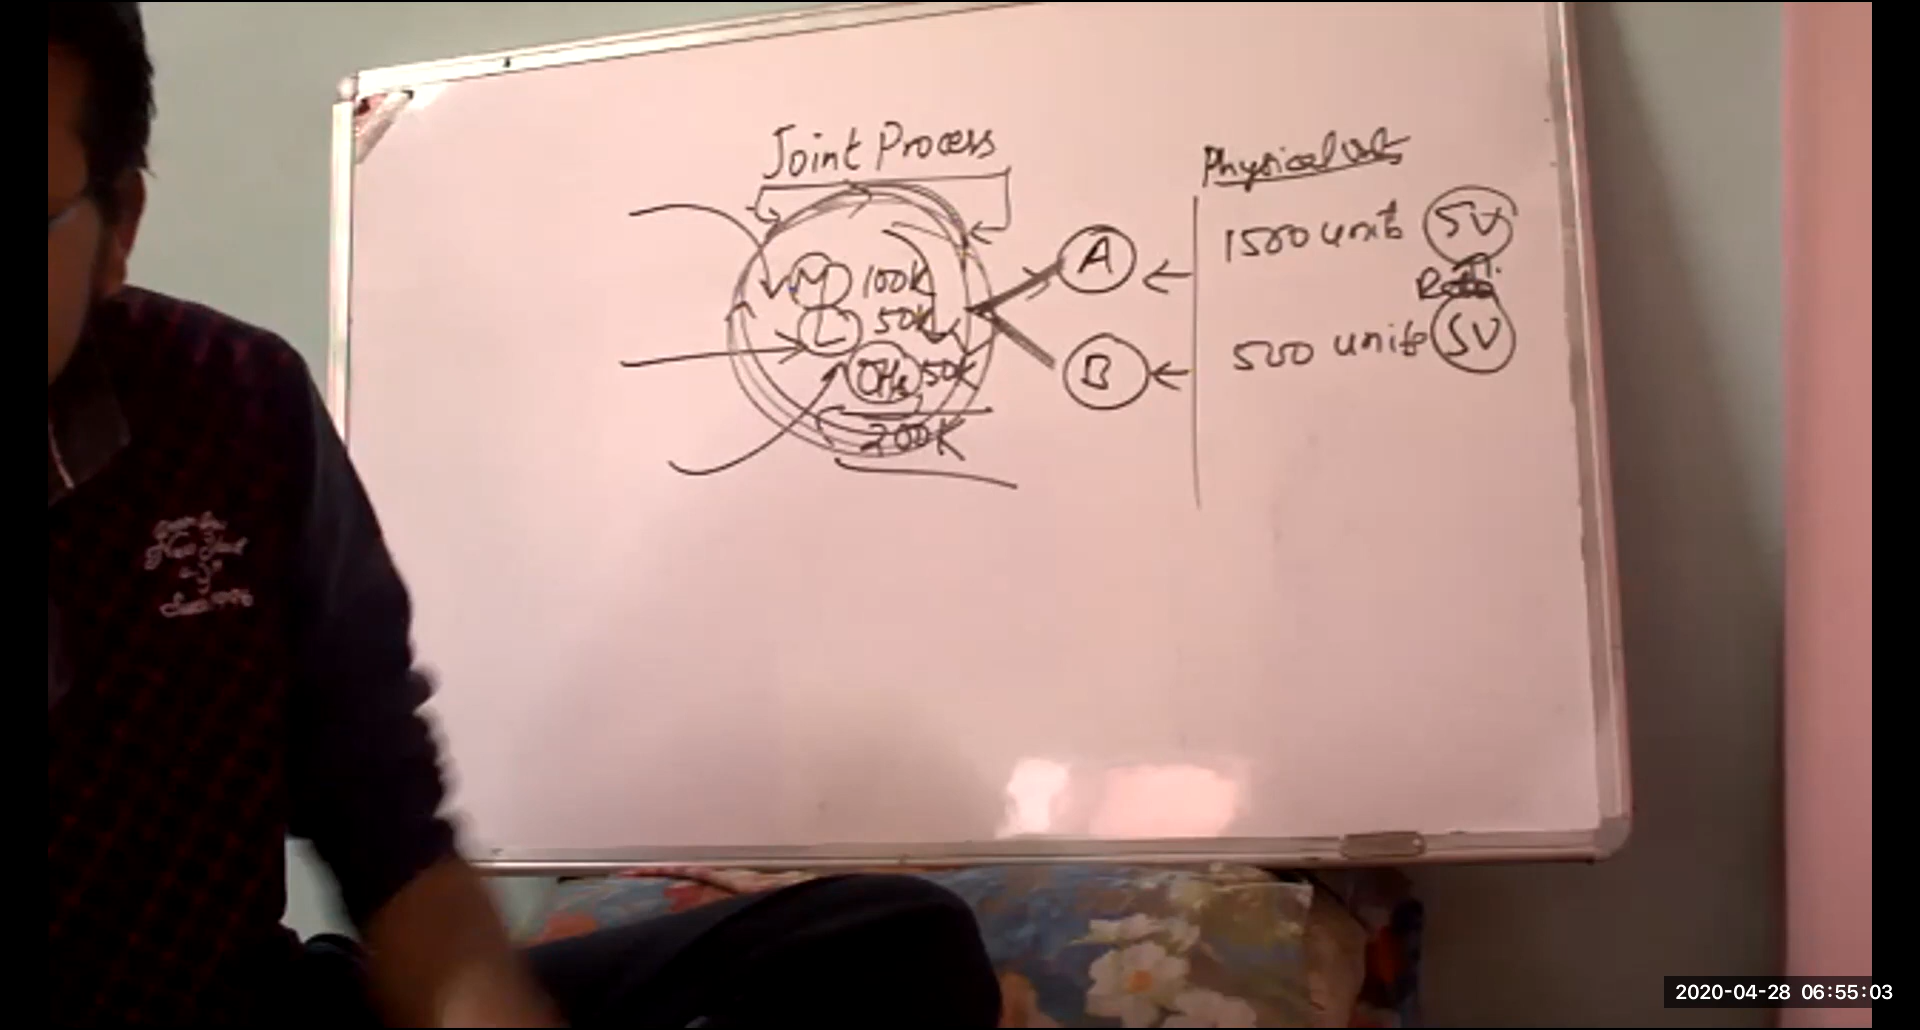 Joint Process
M 100K
L 50K
OHs 50K
200K
A
B
Physical
1500 units SV
Ratio
500 units SV
2020-04-28 06:55:03